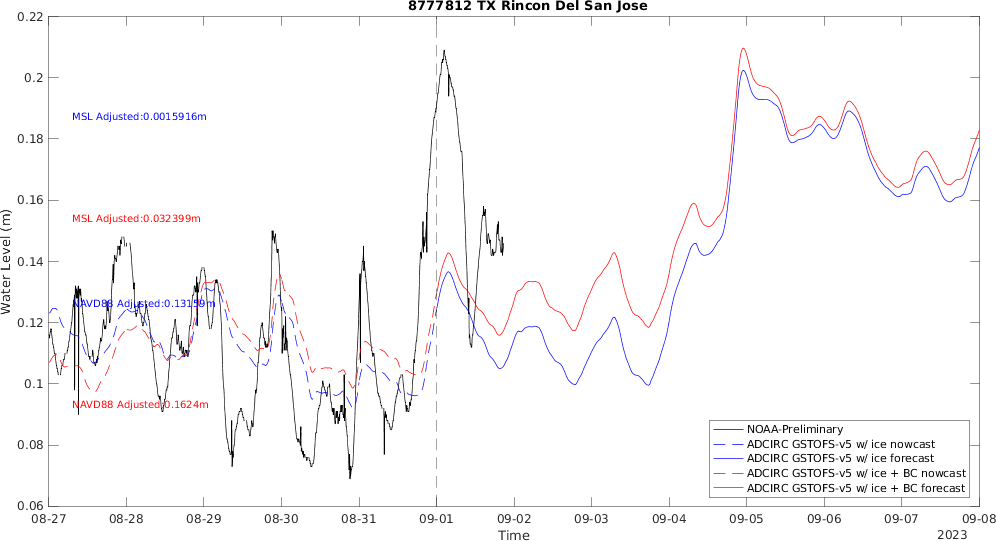 8777812 TX Rincon Del San Jose
0.22
0.2
0.18
0.16
0.14
0.12
0.1
0.08
0.06
Water Level (m)
MSL Adjusted:0.0015916m
MSL Adjusted:0.032399m
NAVD88 Adjusted:0.13159m
NAVD88 Adjusted:0.1624m
NOAA-Preliminary
ADCIRC GSTOFS-v5 w/ ice nowcast
ADCIRC GSTOFS-v5 w/ ice forecast
ADCIRC GSTOFS-v5 w/ ice + BC nowcast
ADCIRC GSTOFS-v5 w/ ice + BC forecast
08-27 08-28 08-29 08-30 08-31 09-01 09-02 09-03 09-04 09-05 09-06 09-07 09-08
Time
2023